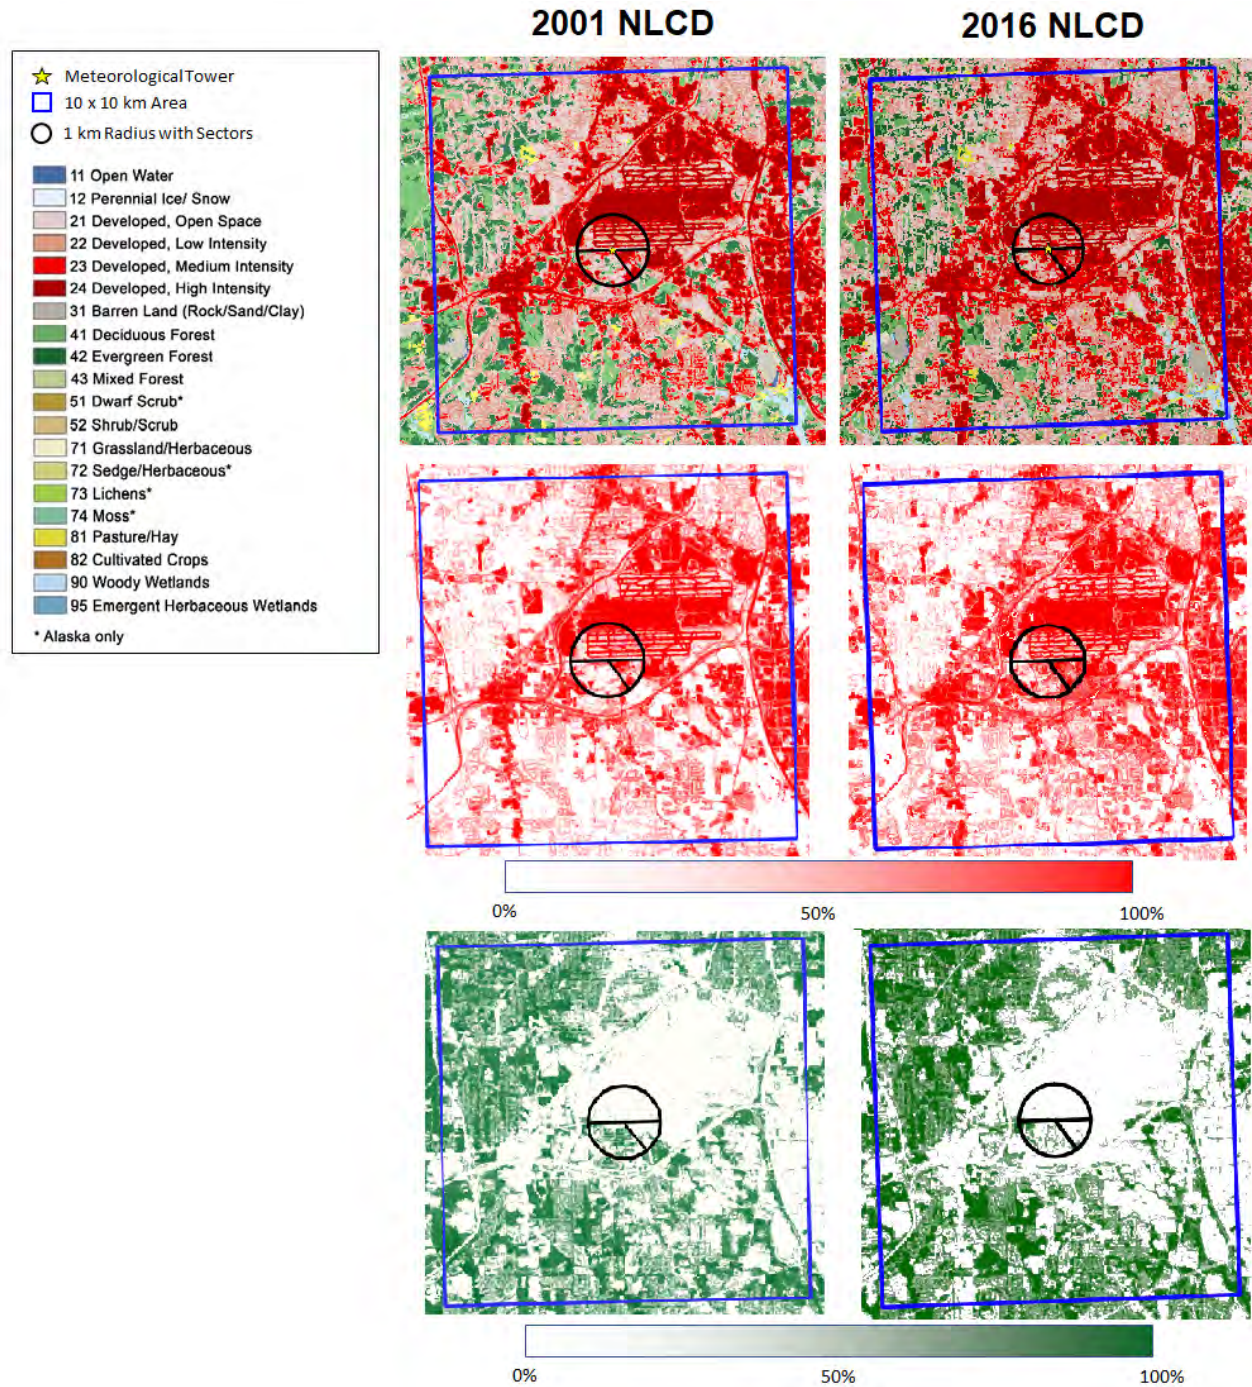 2001 NLCD
2016 NLCD
Meteorological Tower
10 x 10 km Area
1 km Radius with Sectors
11 Open Water
12 Perennial Ice/ Snow
21 Developed, Open Space
22 Developed, Low Intensity
23 Developed, Medium Intensity
24 Developed, High Intensity
31 Barren Land (Rock/Sand/Clay)
41 Deciduous Forest
42 Evergreen Forest
43 Mixed Forest
51 Dwarf Scrub*
52 Shrub/Scrub
71 Grassland/Herbaceous
72 Sedge/Herbaceous*
73 Lichens*
74 Moss*
81 Pasture/Hay
82 Cultivated Crops
90 Woody Wetlands
95 Emergent Herbaceous Wetlands
* Alaska only
0% 50% 100%
0% 50% 100%